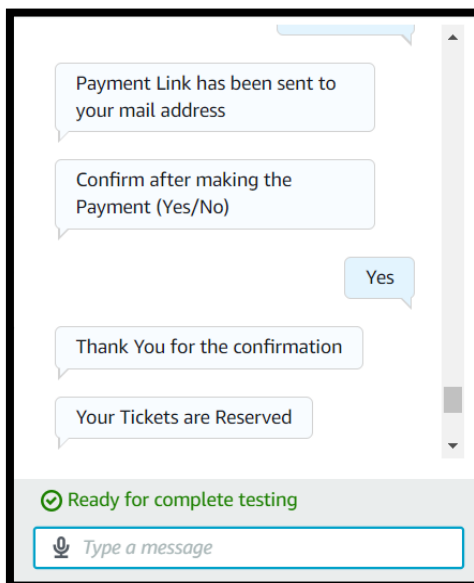 Payment Link has been sent to
your mail address
Confirm after making the
Payment (Yes/No)
Yes
Thank You for the confirmation
Your Tickets are Reserved
Ready for complete testing
Type a message